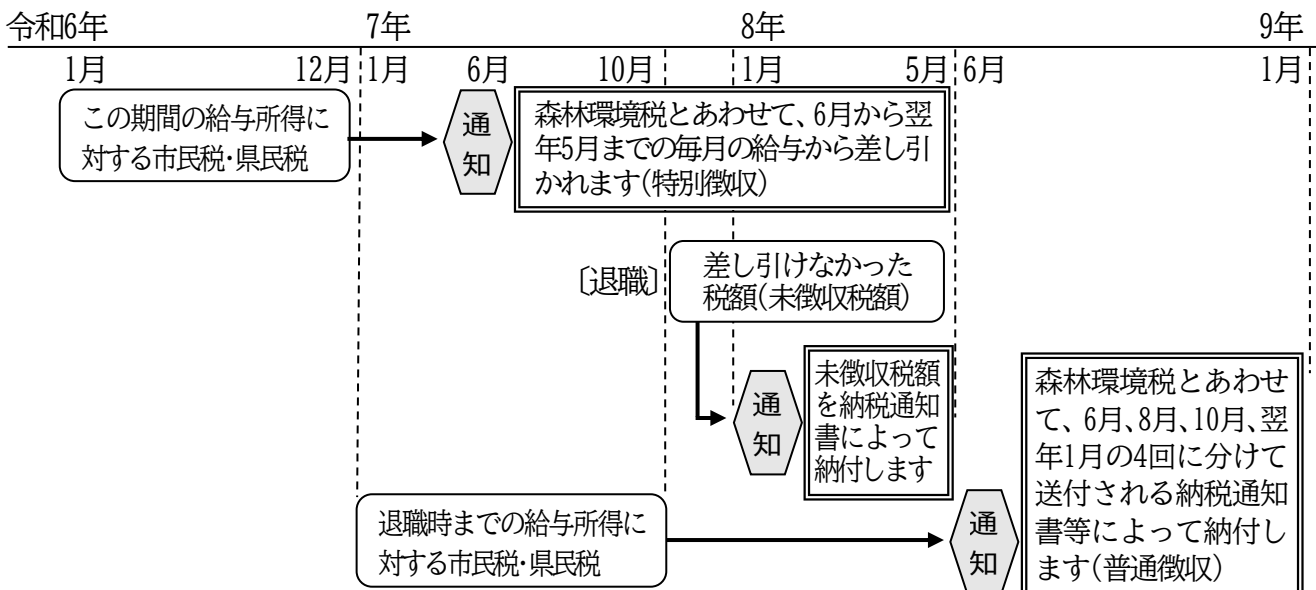 令和6年 7年 8年 9年
1月 12月 1月 6月 10月 1月 5月 6月 1月
この期間の給与所得に
対する市民税・県民税
通
知
森林環境税とあわせて、6月から翌
年5月までの毎月の給与から差し引
かれます(特別徴収)
〔退職〕
差し引けなかった
税額(未徴収税額)
通
知
未徴収税額
を納税通知
書によって
納付します
退職時までの給与所得に
対する市民税・県民税
通
知
森林環境税とあわせ
て、6月、8月、10月、翌
年1月の4回に分けて
送付される納税通知
書等によって納付し
ます(普通徴収)